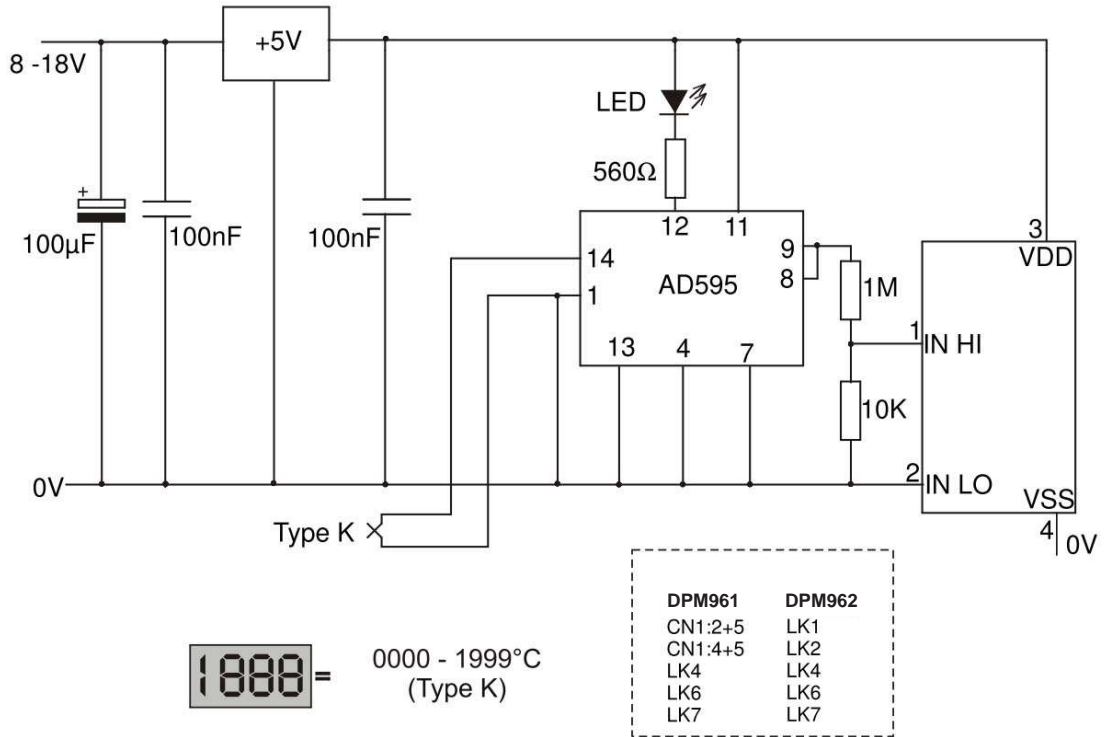 +5V
8 -18V
LED
560Ω
+
100µF
100nF
100nF
12
11
3
VDD
14
9
1
AD595
8
1M
13
4
7
1
IN HI
10K
0V
2
IN LO
VSS
4
0V
Type K
DPM961 DPM962
CN1:2+5 LK1
CN1:4+5 LK2
LK4 LK4
LK6 LK6
LK7 LK7
1888 = 0000 - 1999°C
(Type K)